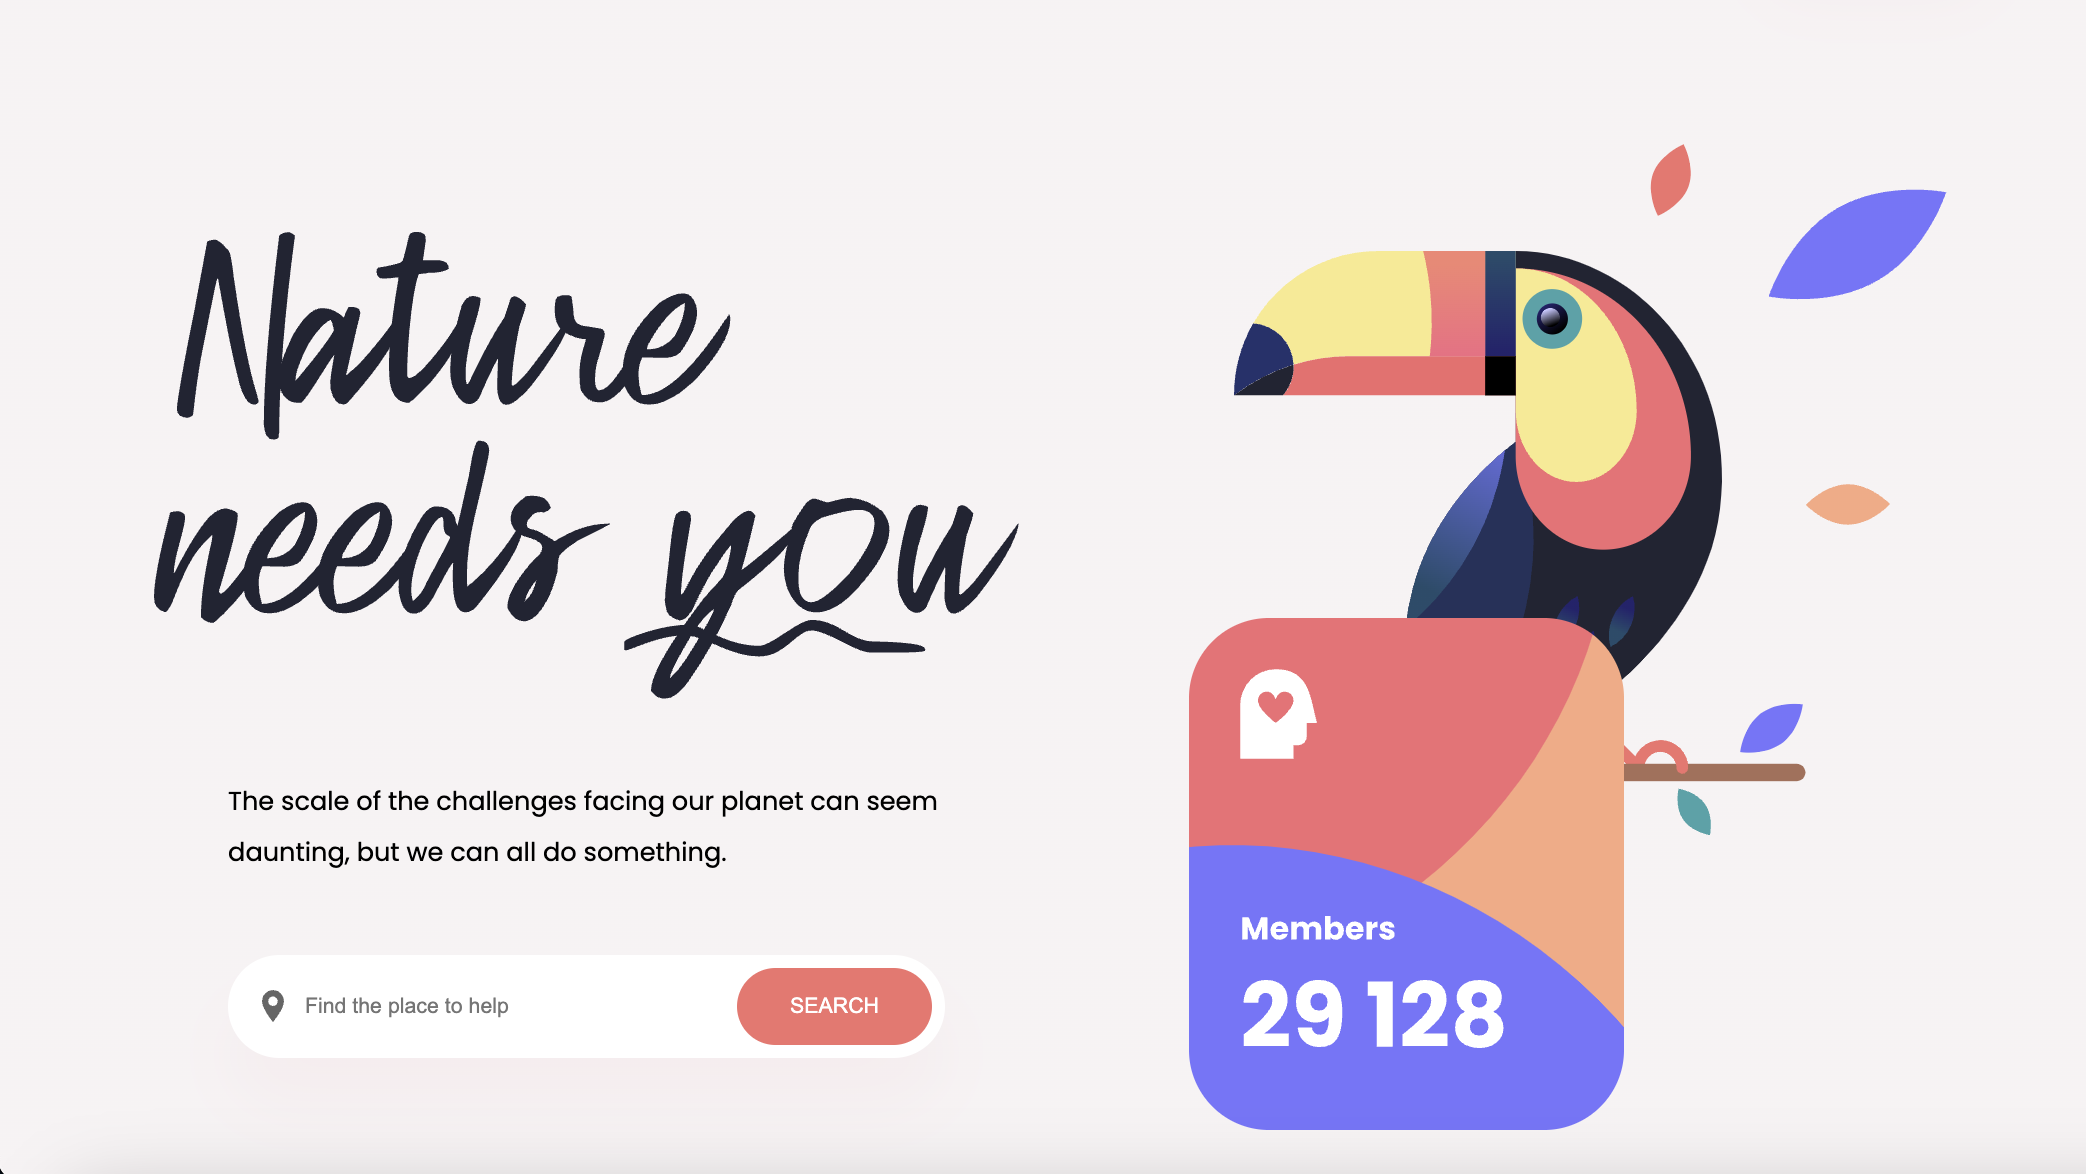 Nature
needs you
The scale of the challenges facing our planet can seem
daunting, but we can all do something.
Find the place to help
SEARCH
Members
29 128